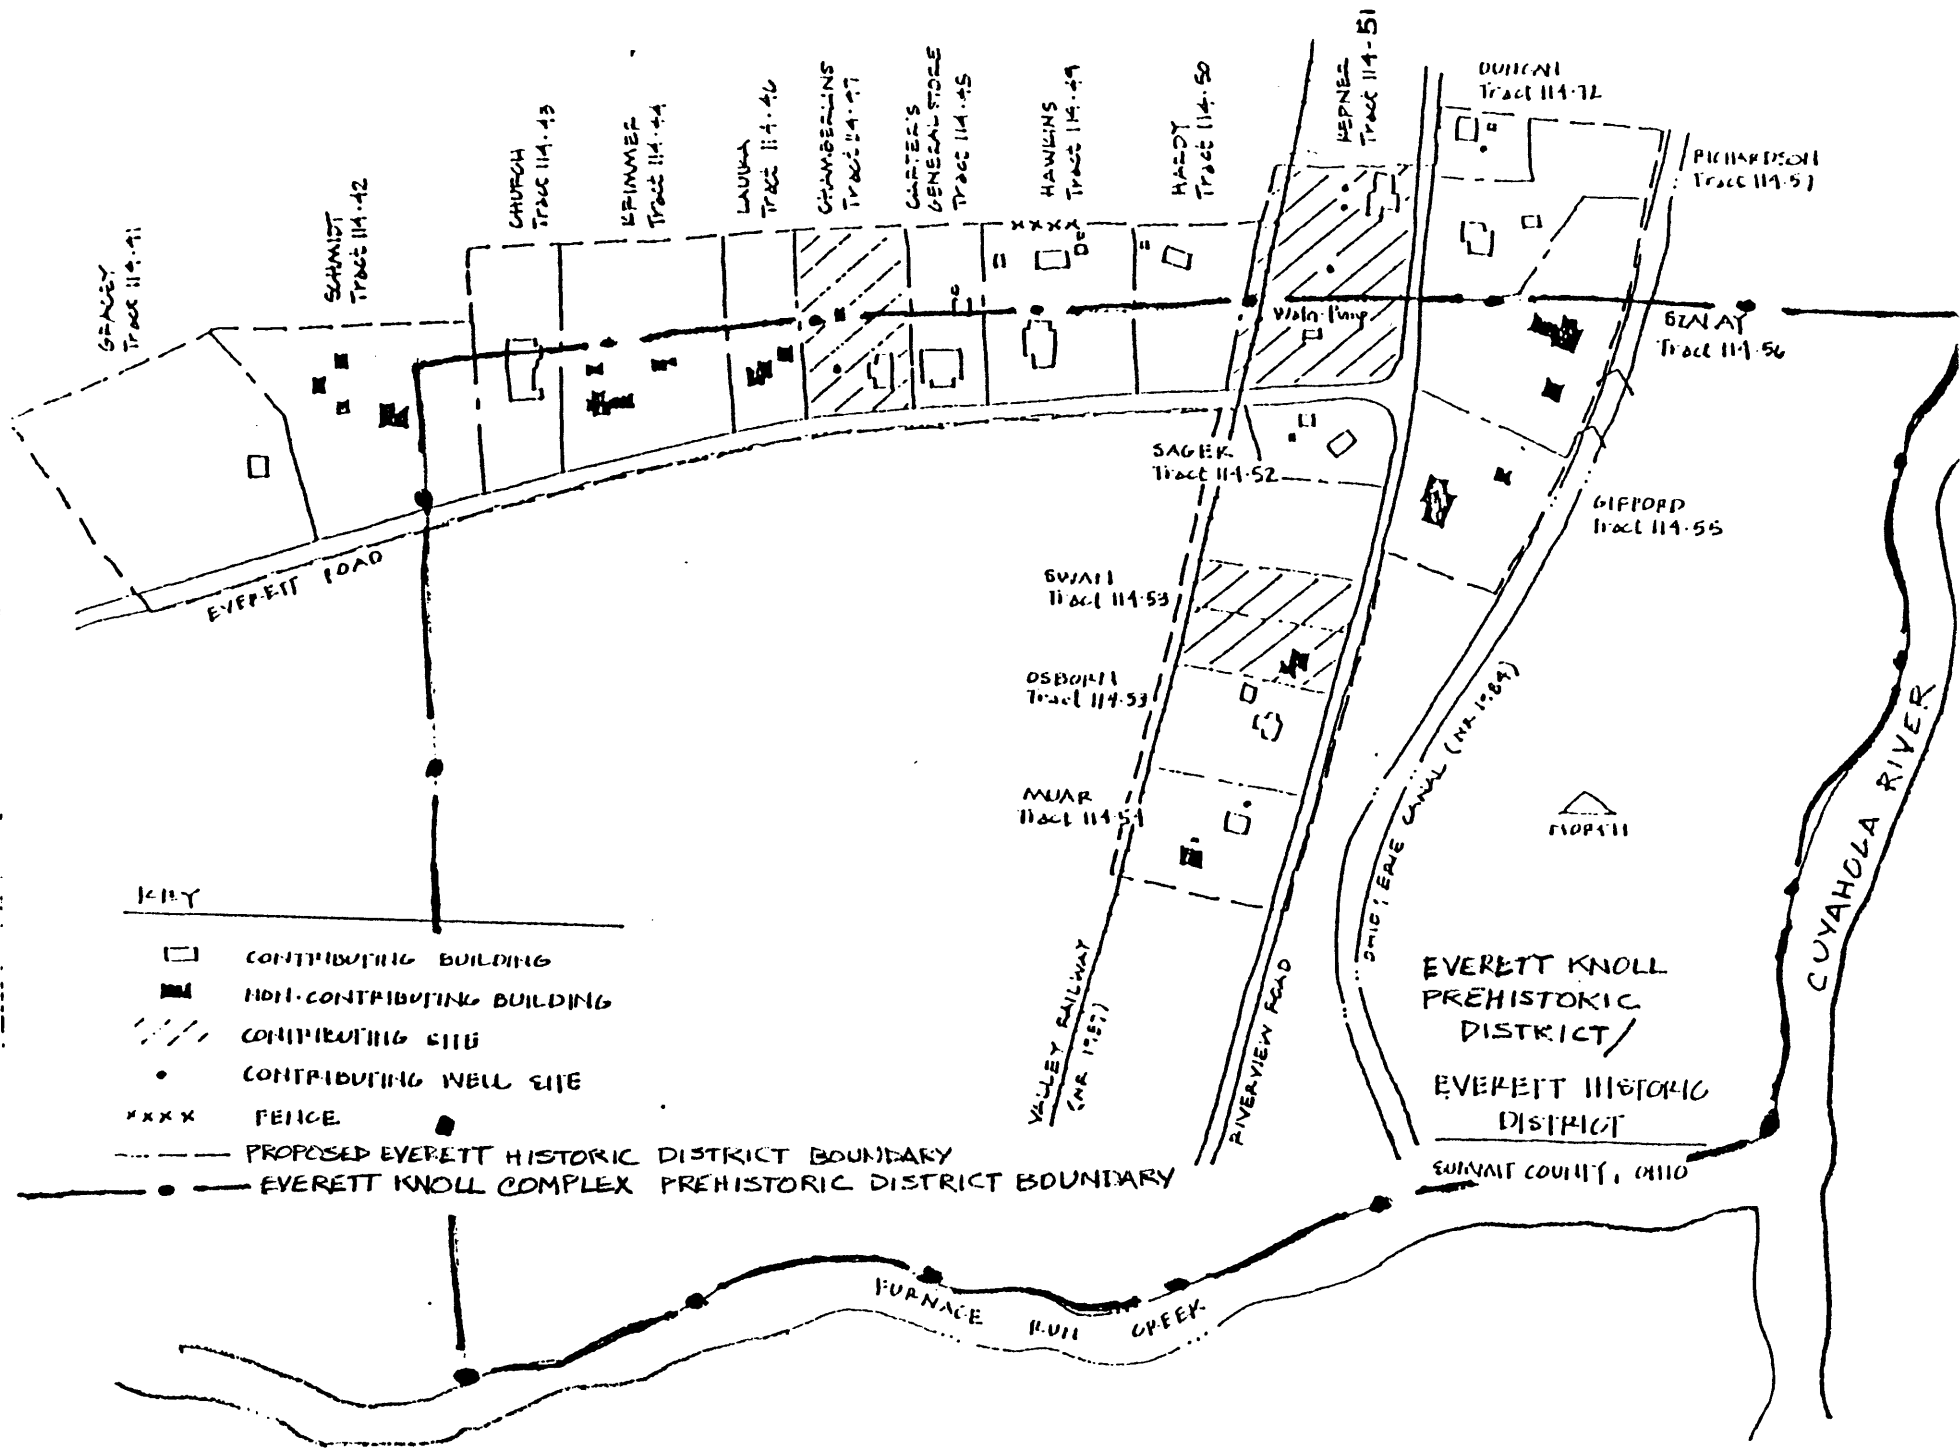 GRACEY
Tract 114-41
SCHMIDT
Tract 114-42
CHURCH
Tract 114-43
KRIMMER
Tract 114-44
LAUKA
Tract 114-46
CHAMBERLINS
Tract 114-47
CARTER'S
GENERAL STORE
Tract 114-45
HAWKINS
Tract 114-49
HARDY
Tract 114-50
KEPNER
Tract 114-51
DUNCAN
Tract 114-72
RICHARDSON
Tract 114-57
SZALAY
Tract 114-56
SAGER
Tract 114-52
GIFFORD
Tract 114-55
EVERETT ROAD
SWAN
Tract 114-53
OSBORN
Tract 114-53
MUAR
Tract 114-54
NORTH
CUYAHOGA RIVER
OHIO & ERIE CANAL (NR 1984)
VALLEY RAILWAY
RIVERVIEW ROAD
KEY
CONTRIBUTING BUILDING
NON-CONTRIBUTING BUILDING
CONTRIBUTING SITE
CONTRIBUTING WELL SITE
xxxx FENCE
PROPOSED EVERETT HISTORIC DISTRICT BOUNDARY
EVERETT KNOLL COMPLEX PREHISTORIC DISTRICT BOUNDARY
EVERETT KNOLL
PREHISTORIC
DISTRICT/
EVERETT HISTORIC
DISTRICT
SUMMIT COUNTY, OHIO
FURNACE RUN CREEK